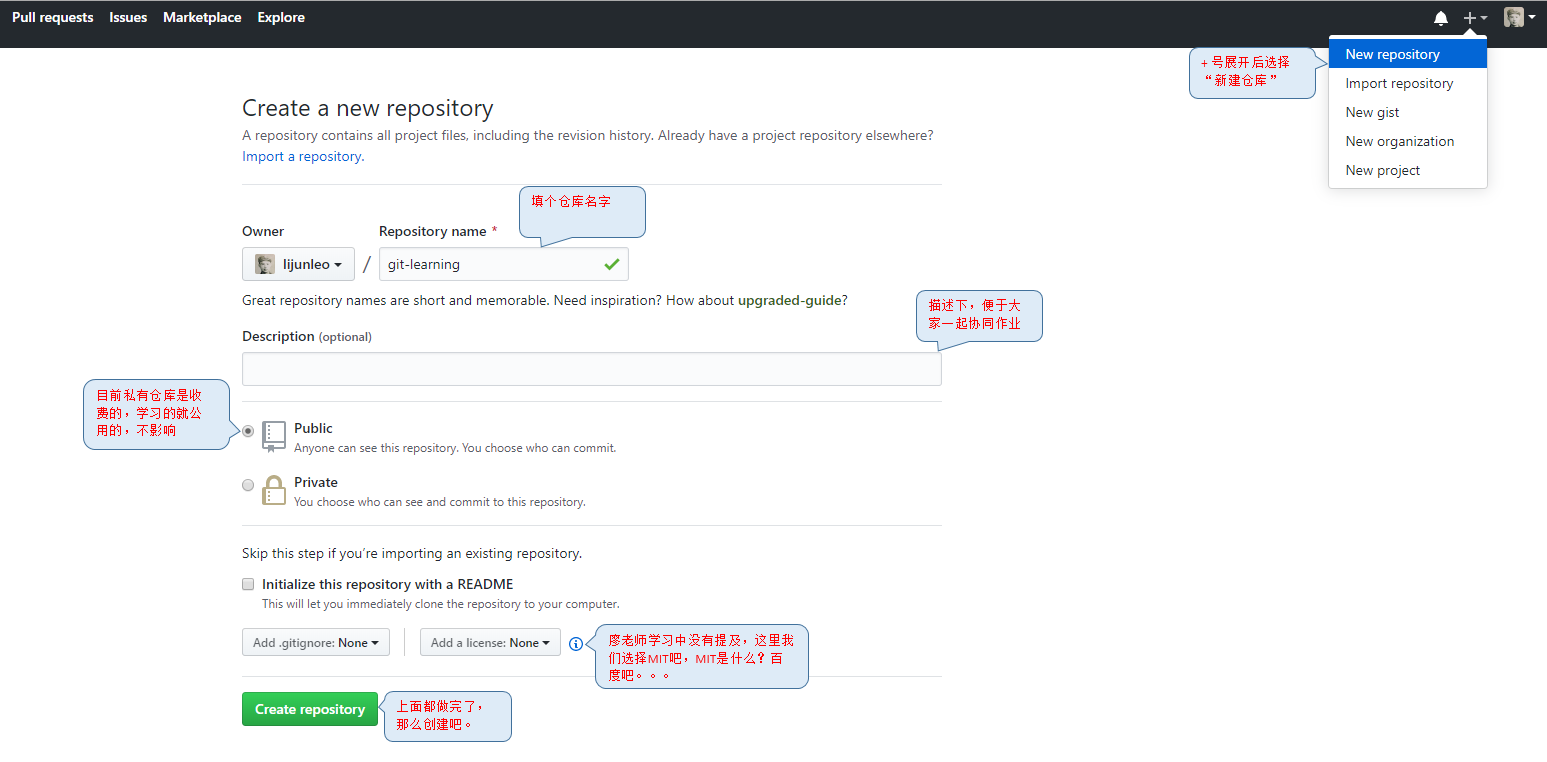 Pull requests Issues Marketplace Explore
+ 号展开后选择
“新建仓库”
New repository
Import repository
New gist
New organization
New project
Create a new repository
A repository contains all project files, including the revision history. Already have a project repository elsewhere?
Import a repository.
填个仓库名字
Owner
Repository name *
lijunleo / git-learning
Great repository names are short and memorable. Need inspiration? How about upgraded-guide?
描述下，便于大
家一起协同作业
Description (optional)
目前私有仓库是收
费的，学习的就公
用的，不影响
Public
Anyone can see this repository. You choose who can commit.
Private
You choose who can see and commit to this repository.
Skip this step if you’re importing an existing repository.
Initialize this repository with a README
This will let you immediately clone the repository to your computer.
Add .gitignore: None
Add a license: None
廖老师学习中没有提及，这里我
们选择MIT吧，MIT是什么？百
度吧。。。
Create repository
上面都做完了，
那么创建吧。